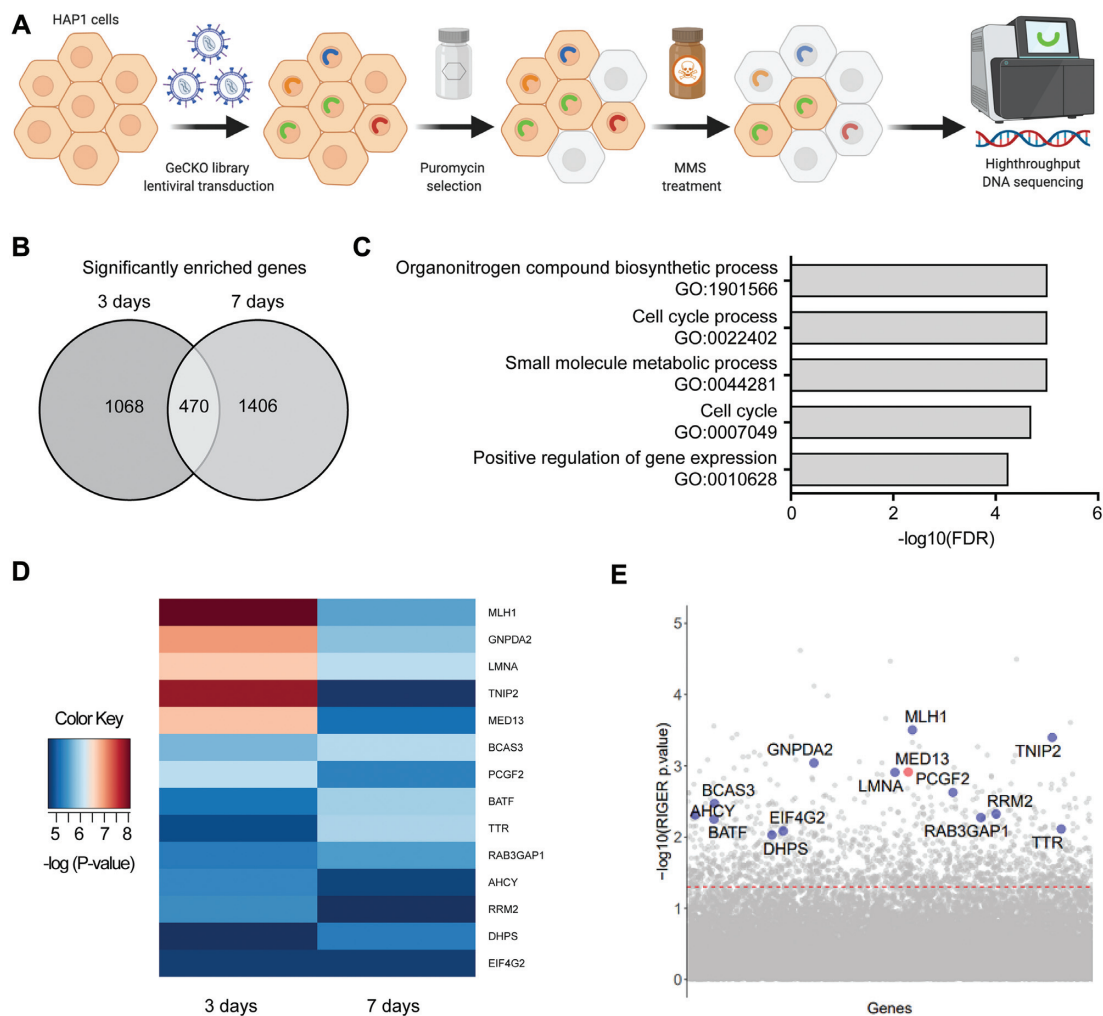 A
HAP1 cells
GeCKO library
lentiviral transduction
Puromycin
selection
MMS
treatment
Highthroughput
DNA sequencing
B
Significantly enriched genes
3 days
7 days
1068
470
1406
C
Organonitrogen compound biosynthetic process
GO:1901566
Cell cycle process
GO:0022402
Small molecule metabolic process
GO:0044281
Cell cycle
GO:0007049
Positive regulation of gene expression
GO:0010628
0
2
4
6
-log10(FDR)
D
Color Key
5 6 7 8
-log (P-value)
MLH1
GNPDA2
LMNA
TNIP2
MED13
BCAS3
PCGF2
BATF
TTR
RAB3GAP1
AHCY
RRM2
DHPS
EIF4G2
3 days
7 days
E
−log10(RIGER p.value)
5
4
3
2
1
0
MLH1
TNIP2
GNPDA2
MED13
LMNA
PCGF2
BCAS3
AHCY
BATF
EIF4G2
DHPS
RRM2
RAB3GAP1
TTR
Genes